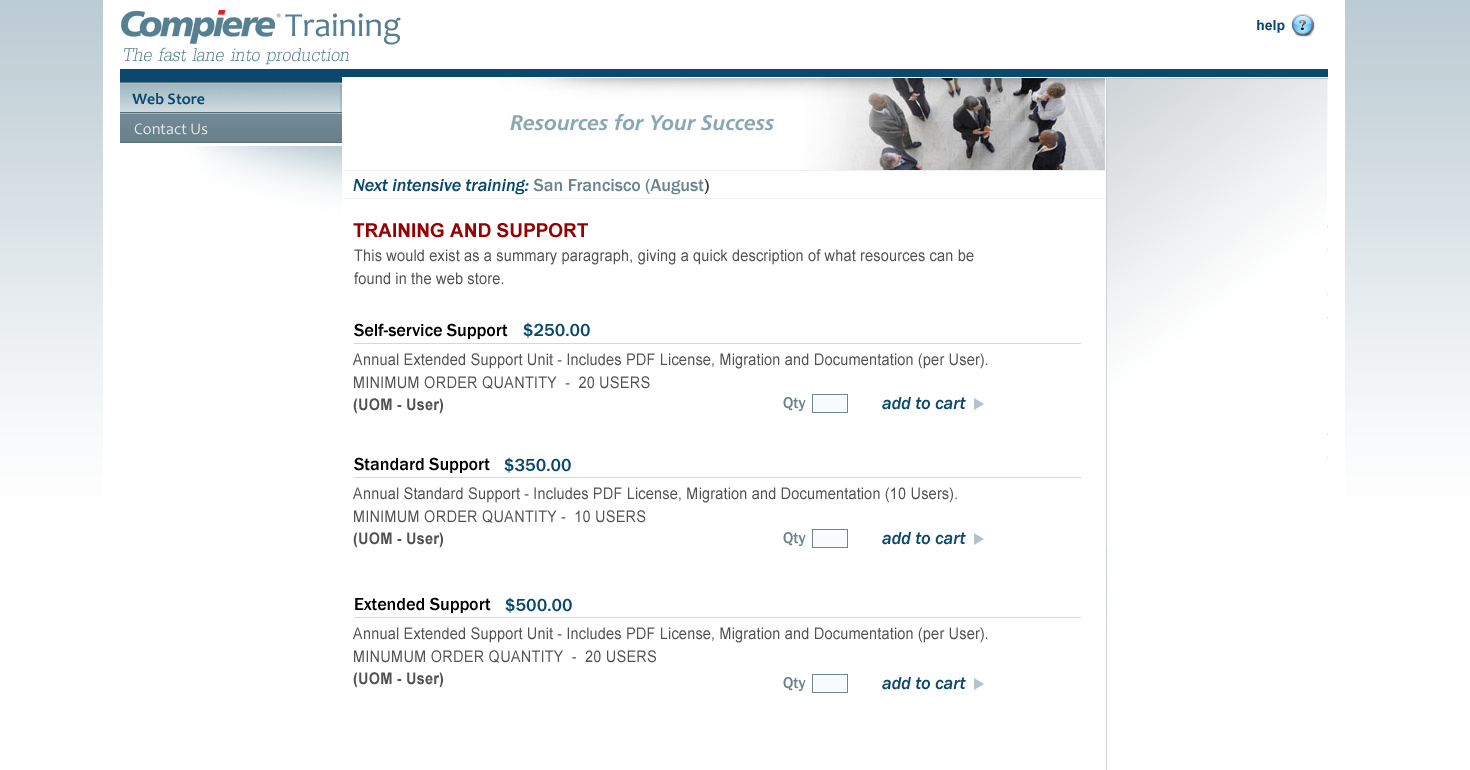 Compiere® Training
The fast lane into production
help ?
Web Store
Contact Us
Resources for Your Success
Next intensive training: San Francisco (August)
TRAINING AND SUPPORT
This would exist as a summary paragraph, giving a quick description of what resources can be
found in the web store.
Self-service Support $250.00
Annual Extended Support Unit - Includes PDF License, Migration and Documentation (per User).
MINIMUM ORDER QUANTITY - 20 USERS
(UOM - User)
Qty add to cart
Standard Support $350.00
Annual Standard Support - Includes PDF License, Migration and Documentation (10 Users).
MINIMUM ORDER QUANTITY - 10 USERS
(UOM - User)
Qty add to cart
Extended Support $500.00
Annual Extended Support Unit - Includes PDF License, Migration and Documentation (per User).
MINUMUM ORDER QUANTITY - 20 USERS
(UOM - User)
Qty add to cart